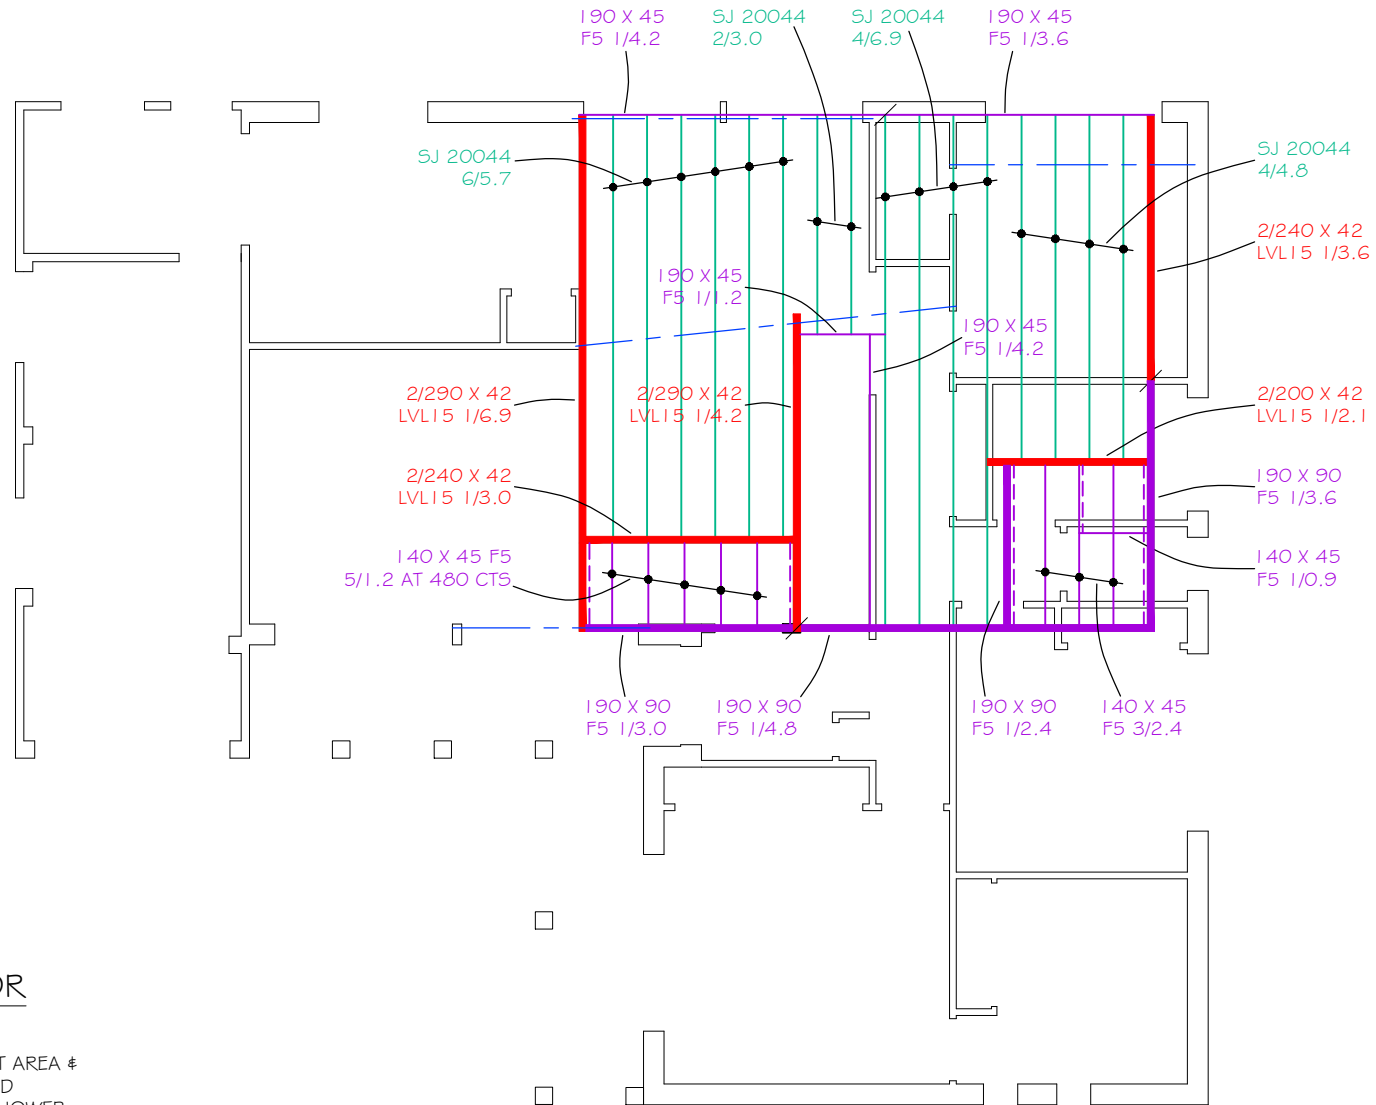 190 X 45
F5 1/4.2
SJ 20044
2/3.0
SJ 20044
4/6.9
190 X 45
F5 1/3.6
SJ 20044
6/5.7
SJ 20044
4/4.8
2/240 X 42
LVL15 1/3.6
190 X 45
F5 1/1.2
190 X 45
F5 1/4.2
2/290 X 42
LVL15 1/6.9
2/290 X 42
LVL15 1/4.2
2/200 X 42
LVL15 1/2.1
2/240 X 42
LVL15 1/3.0
190 X 90
F5 1/3.6
140 X 45 F5
5/1.2 AT 480 CTS
140 X 45
F5 1/0.9
190 X 90
F5 1/3.0
190 X 90
F5 1/4.8
190 X 90
F5 1/2.4
140 X 45
F5 3/2.4
OR
T AREA &
D